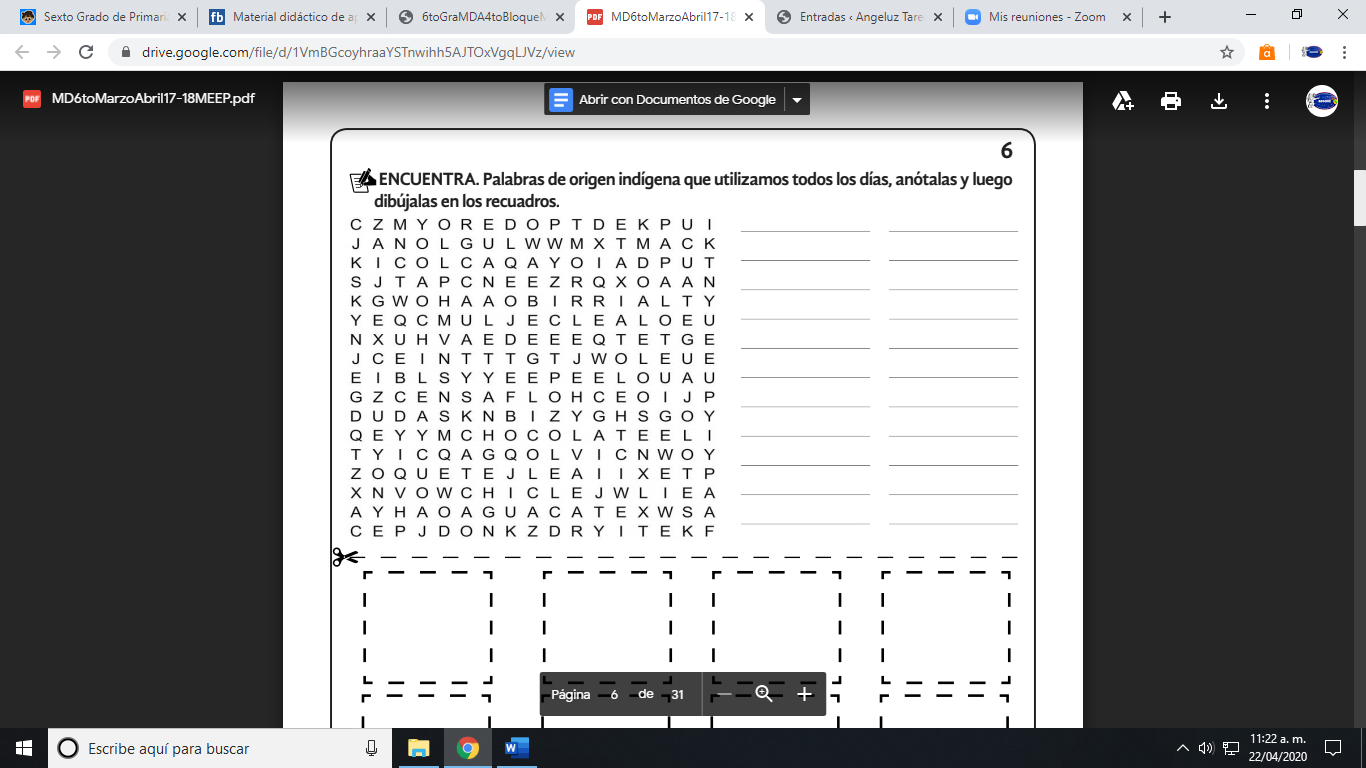 Sexto Grado de Primari
Material didáctico de ap
6toGraMDA4toBloqueM
MD6toMarzoAbril17-18
Entradas ‹ Angeluz Tare
Mis reuniones - Zoom
drive.google.com/file/d/1VmBGcoyhraaYSTnwihh5AJTOxVgqLJVz/view
MD6toMarzoAbril17-18MEEP.pdf
Abrir con Documentos de Google
6
ENCUENTRA. Palabras de origen indígena que utilizamos todos los días, anótalas y luego
dibújalas en los recuadros.
C Z M Y O R E D O P T D E K P U I
J A N O L G U L W W M X T M A C K
K I C O L C A Q A Y O I A D P U T
S J T A P C N E E Z R Q X O A A N
K G W O H A A O B I R R I A L T Y
Y E Q C M U L J E C L E A L O E U
N X U H V A E D E E E Q T E T G E
J C E I N T T T G T J W O L E U E
E I B L S Y Y E E P E E L O U A U
G Z C E N S A F L O H C E O I J P
D U D A S K N B I Z Y G H S G O Y
Q E Y Y M C H O C O L A T E E L I
T Y I C Q A G Q O L V I C N W O Y
Z O Q U E T E J L E A I I X E T P
X N V O W C H I C L E J W L I E A
A Y H A O A G U A C A T E X W S A
C E P J D O N K Z D R Y I T E K F
Página 6 de 31
Escribe aquí para buscar
11:22 a. m.
22/04/2020